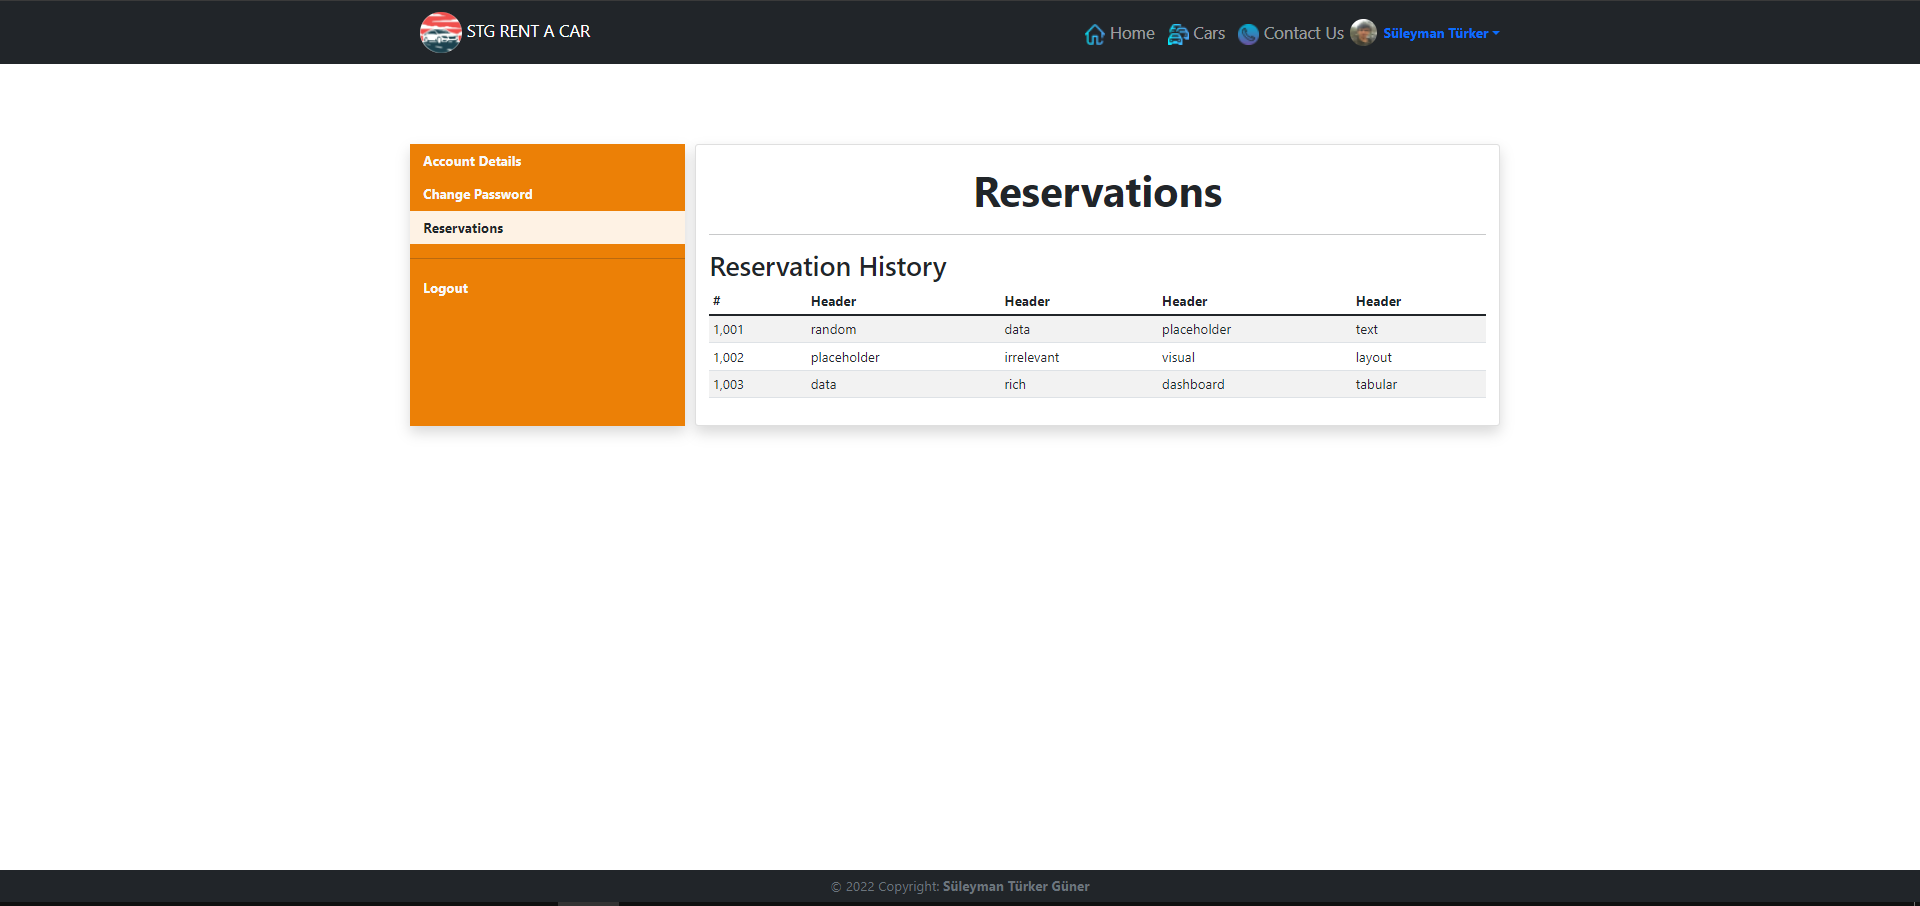 STG RENT A CAR
Home Cars Contact Us Süleyman Türker
Account Details
Change Password
Reservations
Logout
Reservations
Reservation History
# Header Header Header Header
1,001 random data placeholder text
1,002 placeholder irrelevant visual layout
1,003 data rich dashboard tabular
© 2022 Copyright: Süleyman Türker Güner